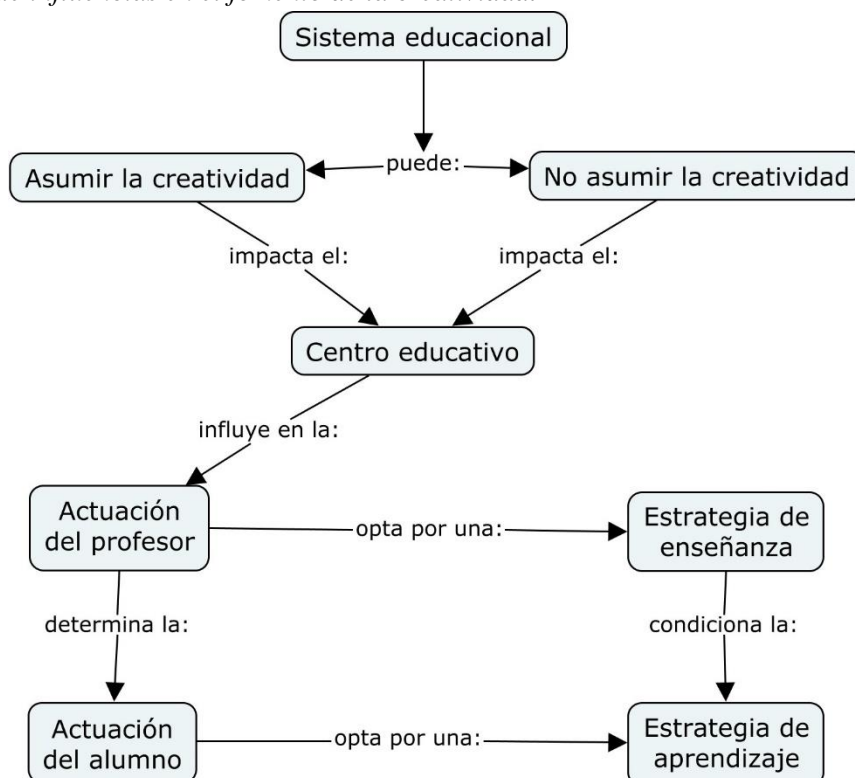 Sistema educacional
puede:
Asumir la creatividad
No asumir la creatividad
impacta el:
impacta el:
Centro educativo
influye en la:
Actuación
del profesor
opta por una:
Estrategia de
enseñanza
determina la:
condiciona la:
Actuación
del alumno
opta por una:
Estrategia de
aprendizaje